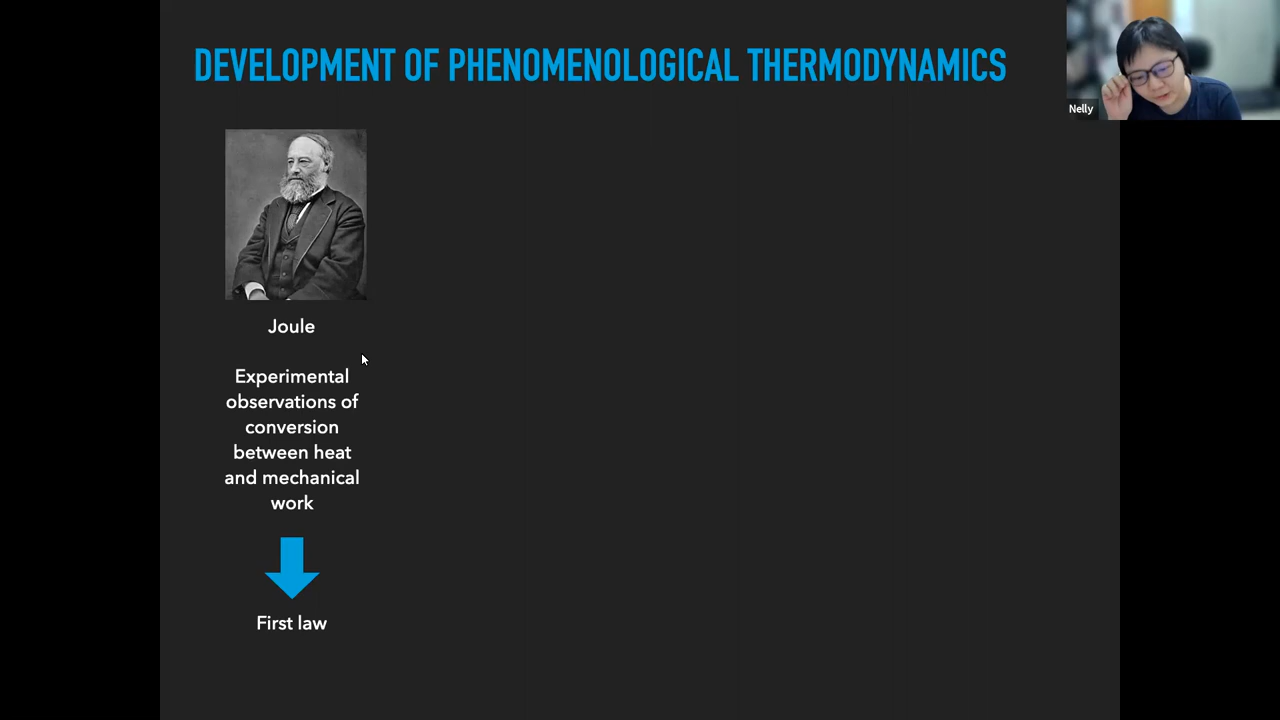 DEVELOPMENT OF PHENOMENOLOGICAL THERMODYNAMICS
Nelly
Joule
Experimental
observations of
conversion
between heat
and mechanical
work
First law